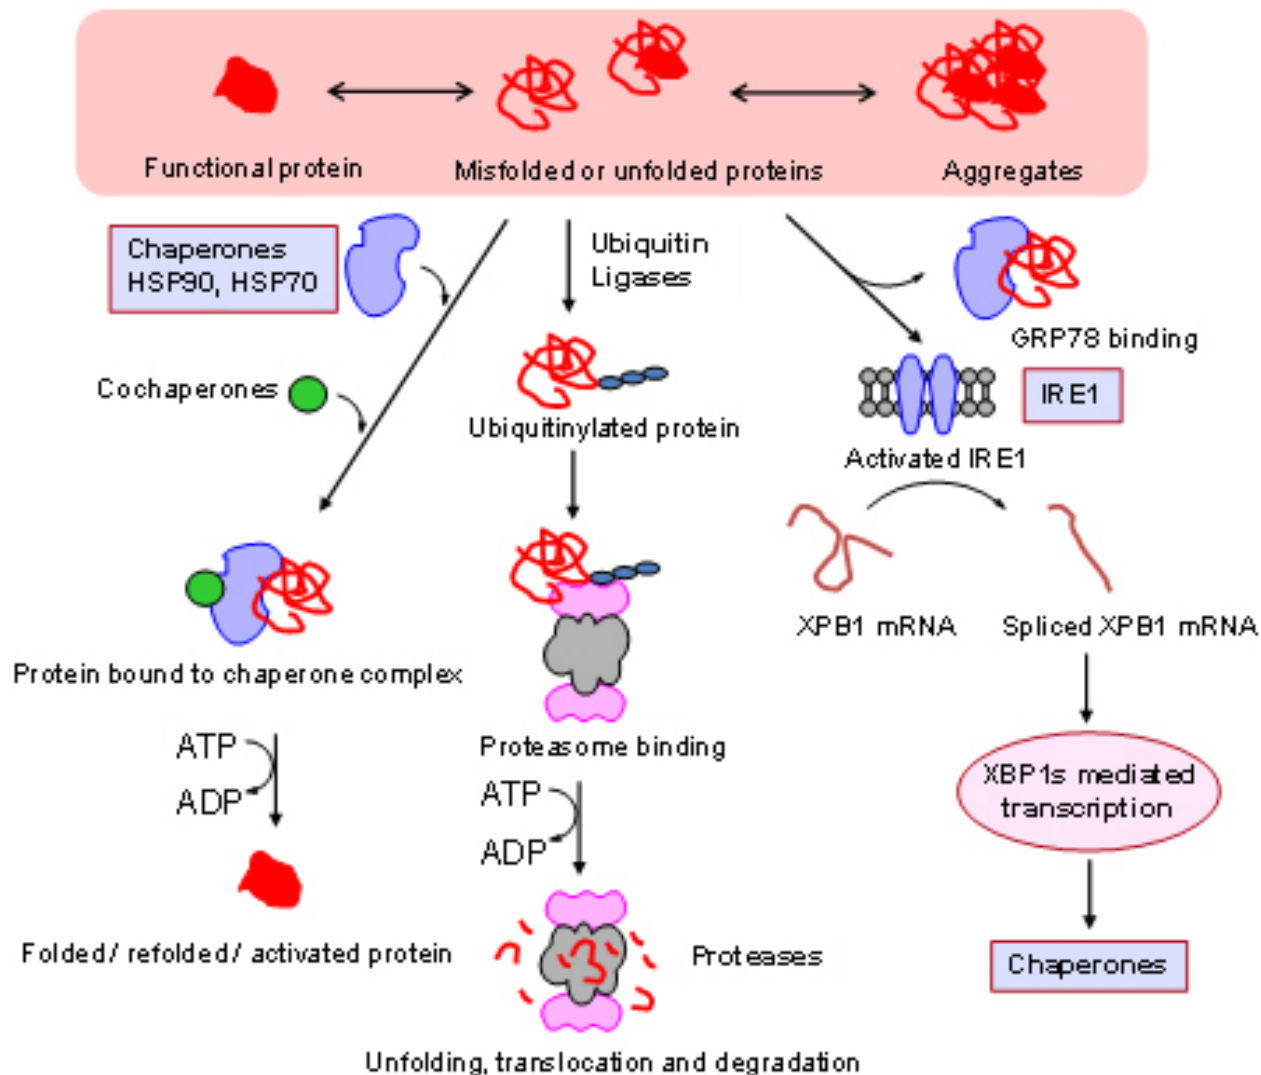 Functional protein
Misfolded or unfolded proteins
Aggregates
Chaperones
HSP90, HSP70
Ubiquitin
Ligases
GRP78 binding
Cochaperones
IRE1
Ubiquitinylated protein
Activated IRE1
XPB1 mRNA
Spliced XPB1 mRNA
Protein bound to chaperone complex
Proteasome binding
ATP
ADP
ATP
ADP
XBP1s mediated
transcription
Folded/ refolded/ activated protein
Proteases
Chaperones
Unfolding, translocation and degradation